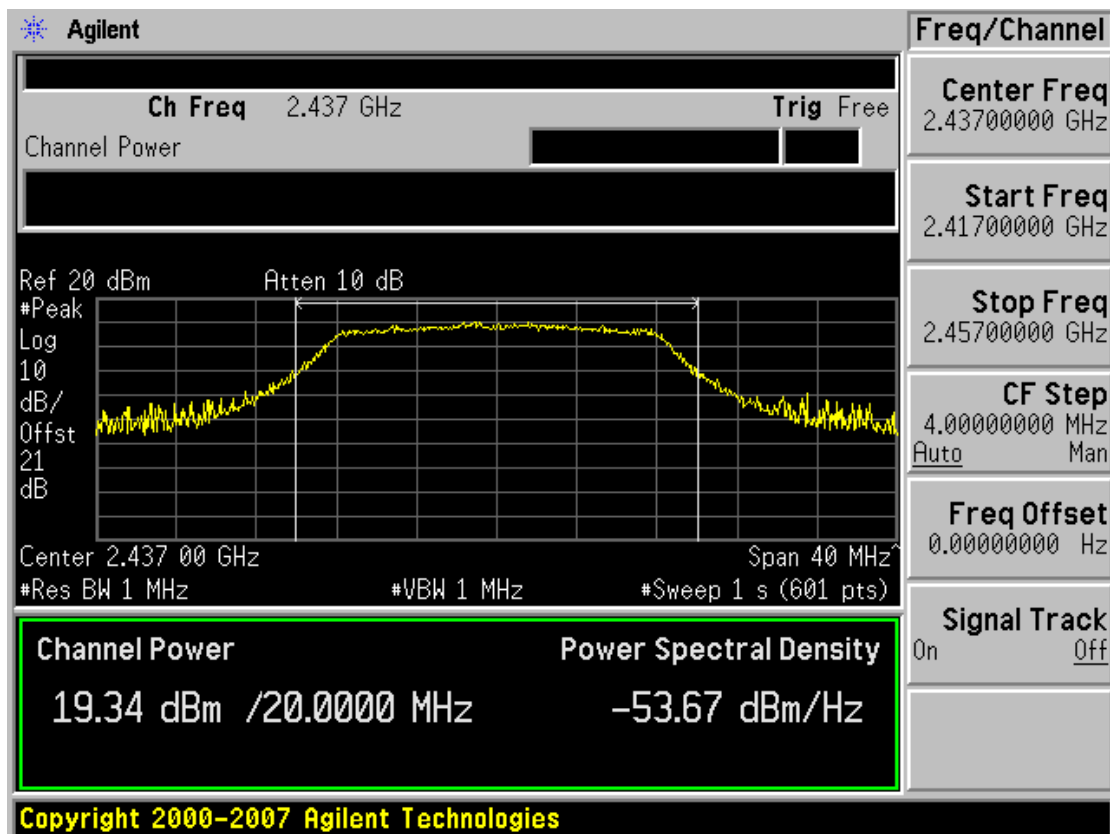 Agilent
Ch Freq 2.437 GHz Trig Free
Channel Power
Ref 20 dBm Atten 10 dB
#Peak
Log
10
dB/
Offst
21
dB
Center 2.437 00 GHz Span 40 MHz^
#Res BW 1 MHz #VBW 1 MHz #Sweep 1 s (601 pts)
Channel Power Power Spectral Density
19.34 dBm /20.0000 MHz -53.67 dBm/Hz
Copyright 2000-2007 Agilent Technologies
Freq/Channel
Center Freq
2.43700000 GHz
Start Freq
2.41700000 GHz
Stop Freq
2.45700000 GHz
CF Step
4.00000000 MHz
Auto Man
Freq Offset
0.00000000 Hz
Signal Track
On Off